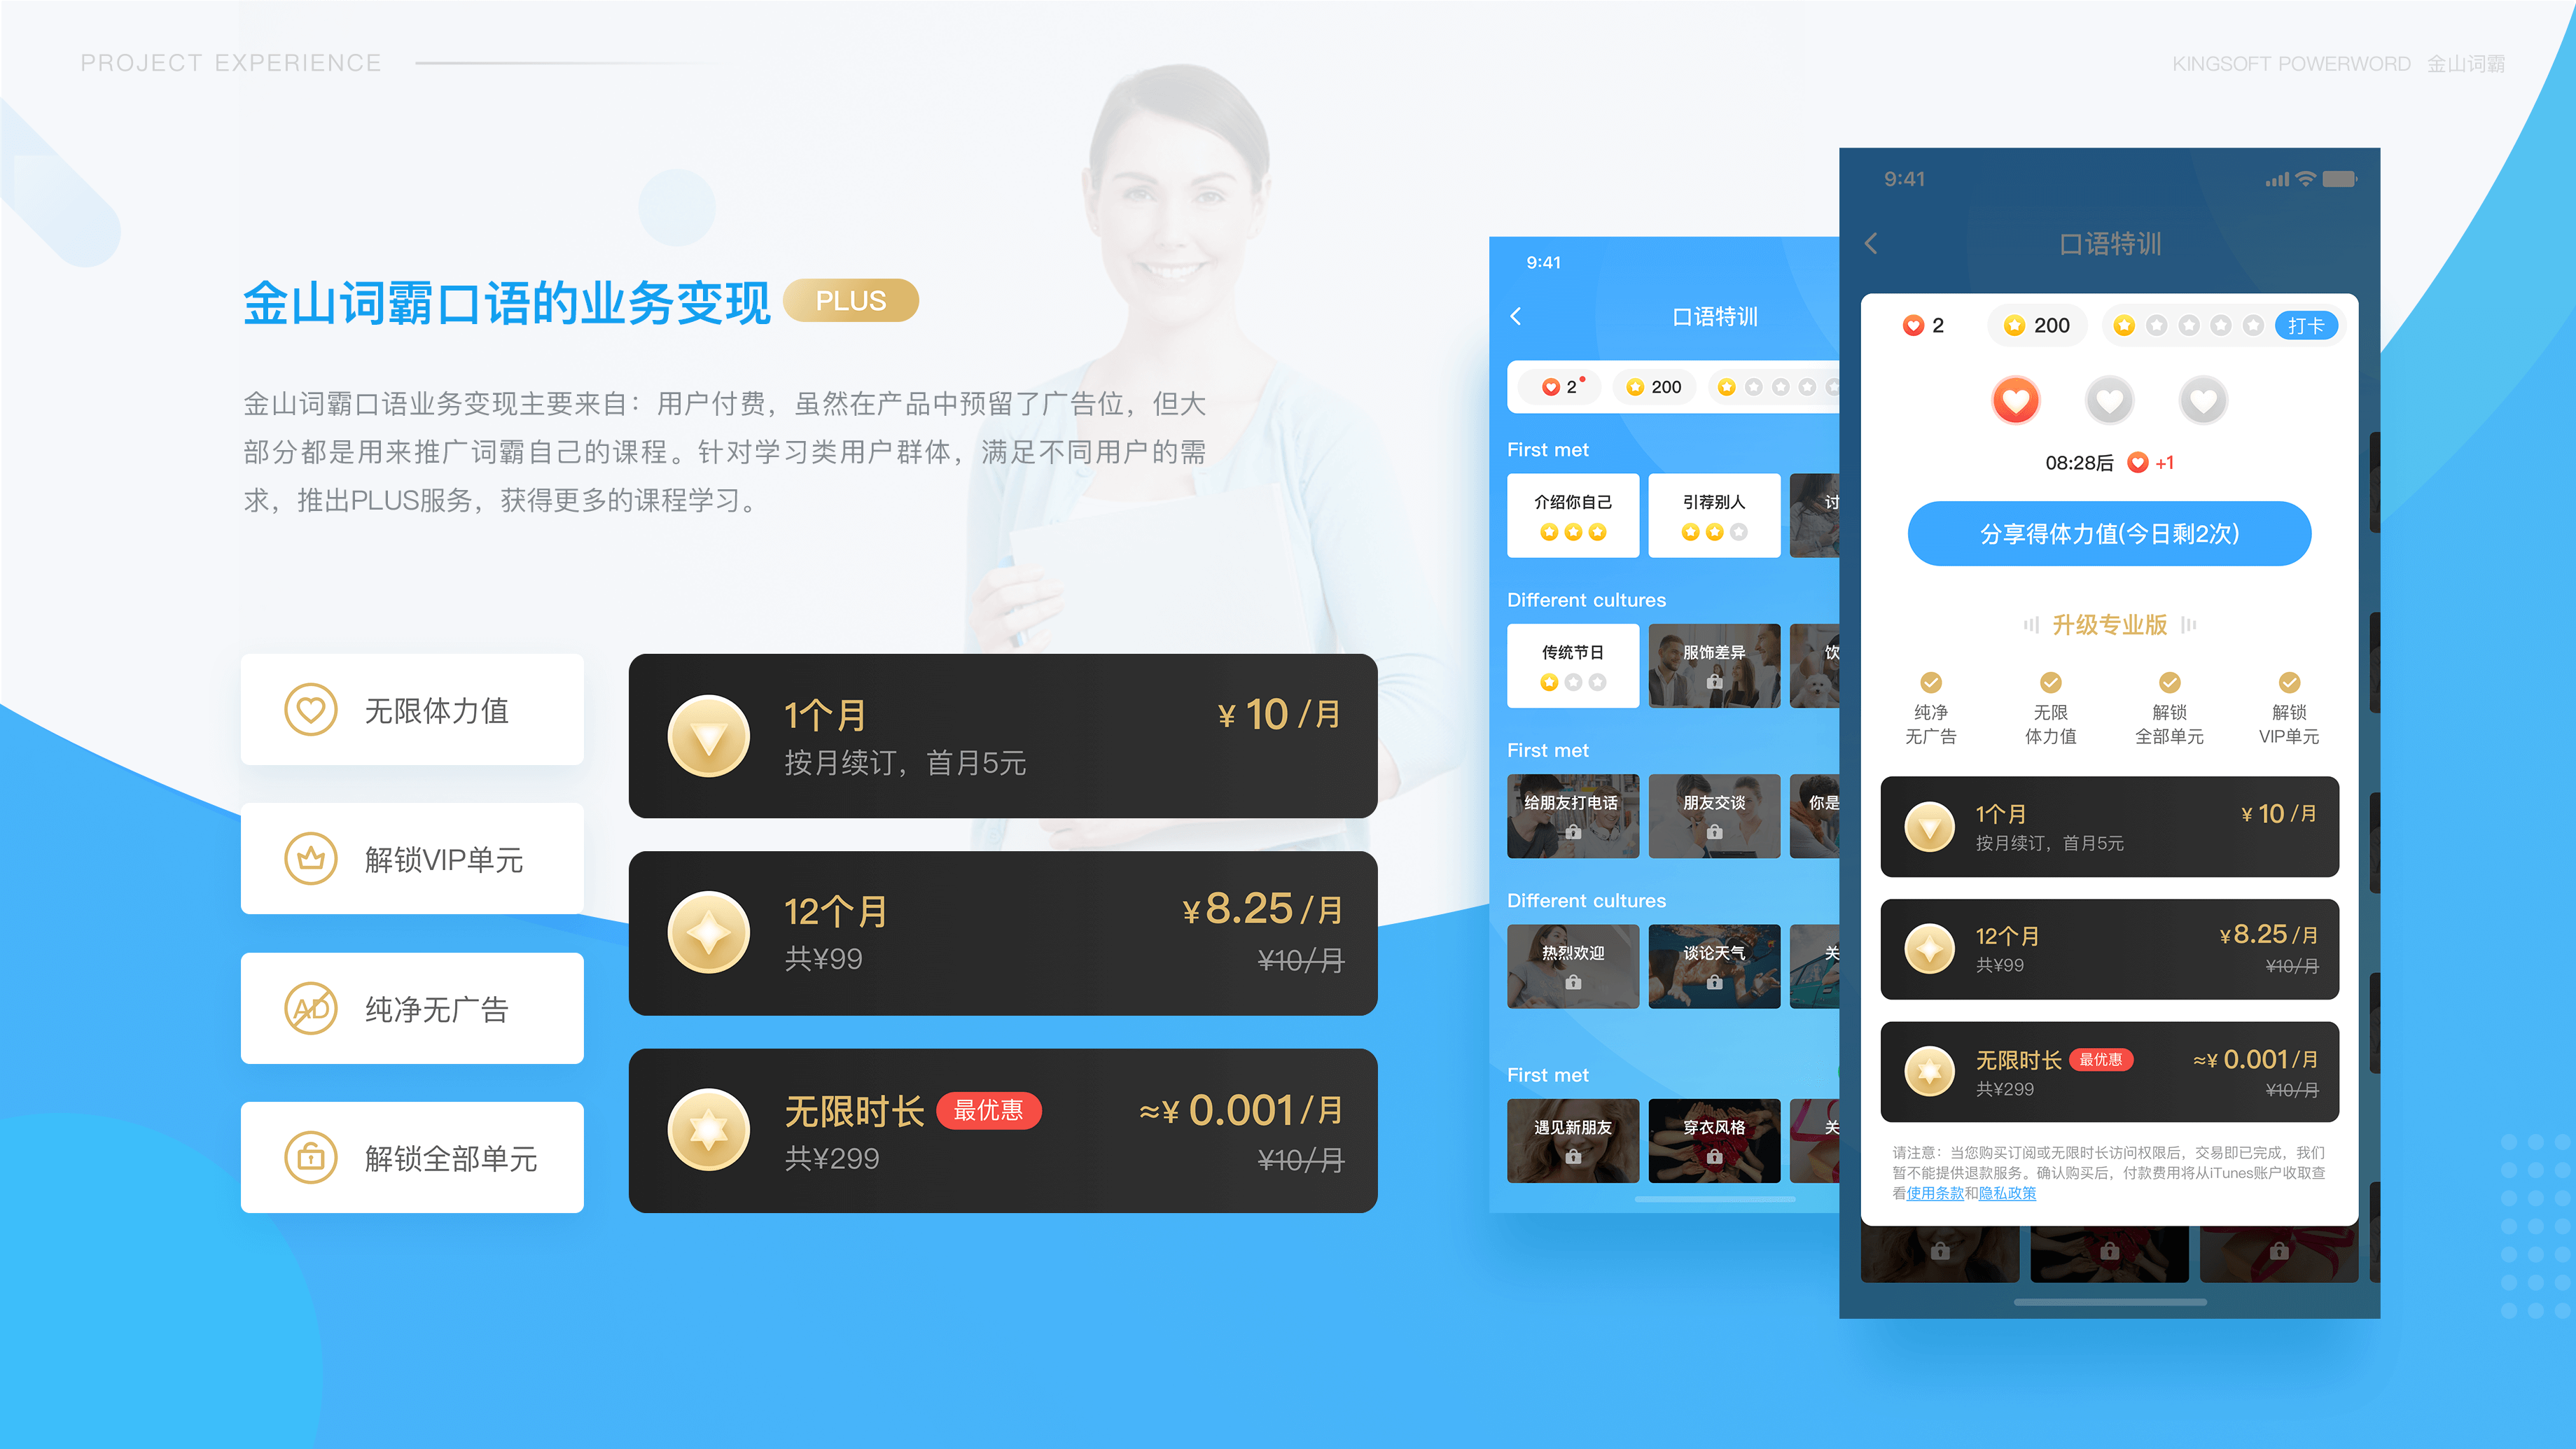 PROJECT EXPERIENCE
KINGSOFT POWERWORD 金山词霸
金山词霸口语的业务变现 PLUS
金山词霸口语业务变现主要来自：用户付费，虽然在产品中预留了广告位，但大
部分都是用来推广词霸自己的课程。针对学习类用户群体，满足不同用户的需
求，推出PLUS服务，获得更多的课程学习。
无限体力值
解锁VIP单元
AD 纯净无广告
解锁全部单元
1个月 ¥ 10 /月
按月续订，首月5元
12个月 ¥8.25/月
共¥99 ¥10/月
无限时长 最优惠 ≈¥ 0.001/月
共¥299 ¥10/月
9:41
口语特训
2 200
First met
介绍你自己 引荐别人 讨
Different cultures
传统节日 服饰差异 饮
First met
给朋友打电话 朋友交谈 你是
Different cultures
热烈欢迎 谈论天气 关
First met
遇见新朋友 穿衣风格 关
9:41
口语特训
2 200 打卡
08:28后 +1
分享得体力值(今日剩2次)
升级专业版
纯净 无限 解锁 解锁
无广告 体力值 全部单元 VIP单元
1个月 ¥ 10 /月
按月续订，首月5元
12个月 ¥8.25/月
共¥99 ¥10/月
无限时长 最优惠 ≈¥ 0.001/月
共¥299 ¥10/月
请注意：当您购买订阅或无限时长访问权限后，交易即已完成，我们
暂不能提供退款服务。确认购买后，付款费用将从iTunes账户收取查
看使用条款和隐私政策